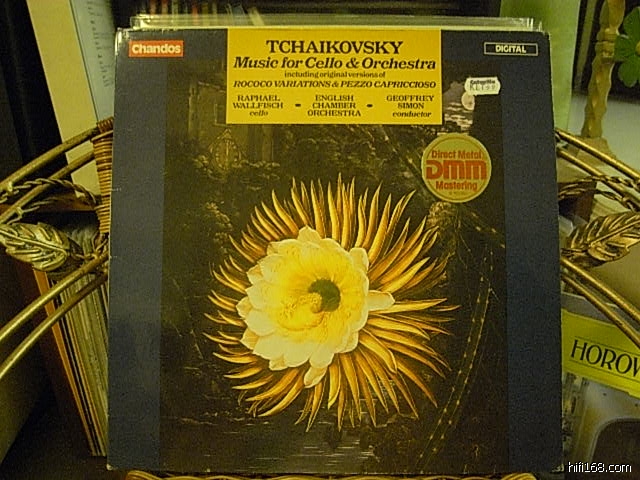 Chandos
TCHAIKOVSKY
Music for Cello & Orchestra
including original versions of
ROCOCO VARIATIONS & PEZZO CAPRICCIOSO
RAPHAEL
WALLFISCH
cello
ENGLISH
CHAMBER
ORCHESTRA
GEOFFREY
SIMON
conductor
DIGITAL
Direct Metal
DMM
Mastering
HOROW
hifi168.com